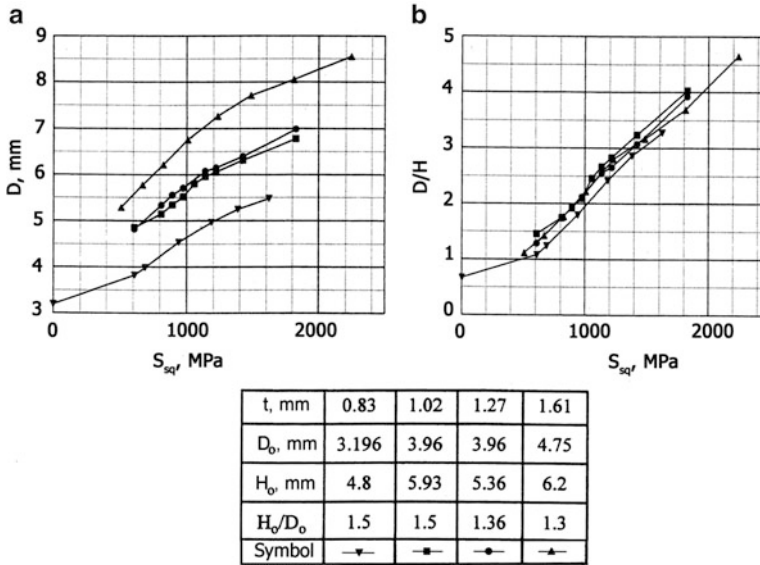 a
b
9
8
7
6
5
4
3
D, mm
0
1000
2000
S_sq, MPa
5
4
3
2
1
0
D/H
0
1000
2000
S_sq, MPa
t, mm 0.83 1.02 1.27 1.61
D_o, mm 3.196 3.96 3.96 4.75
H_o, mm 4.8 5.93 5.36 6.2
H_o/D_o 1.5 1.5 1.36 1.3
Symbol